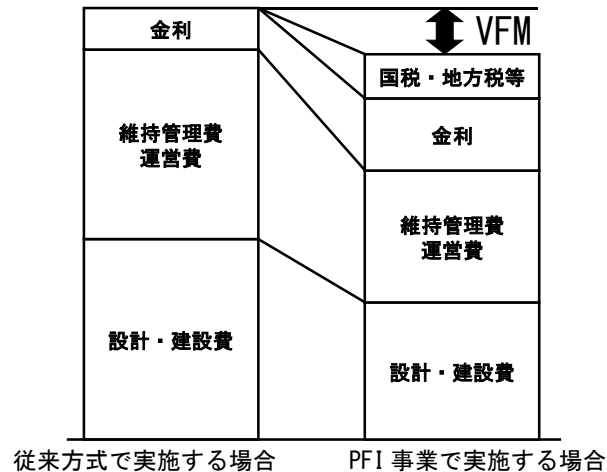 金利
維持管理費
運営費
設計・建設費
従来方式で実施する場合
VFM
国税・地方税等
金利
維持管理費
運営費
設計・建設費
PFI 事業で実施する場合